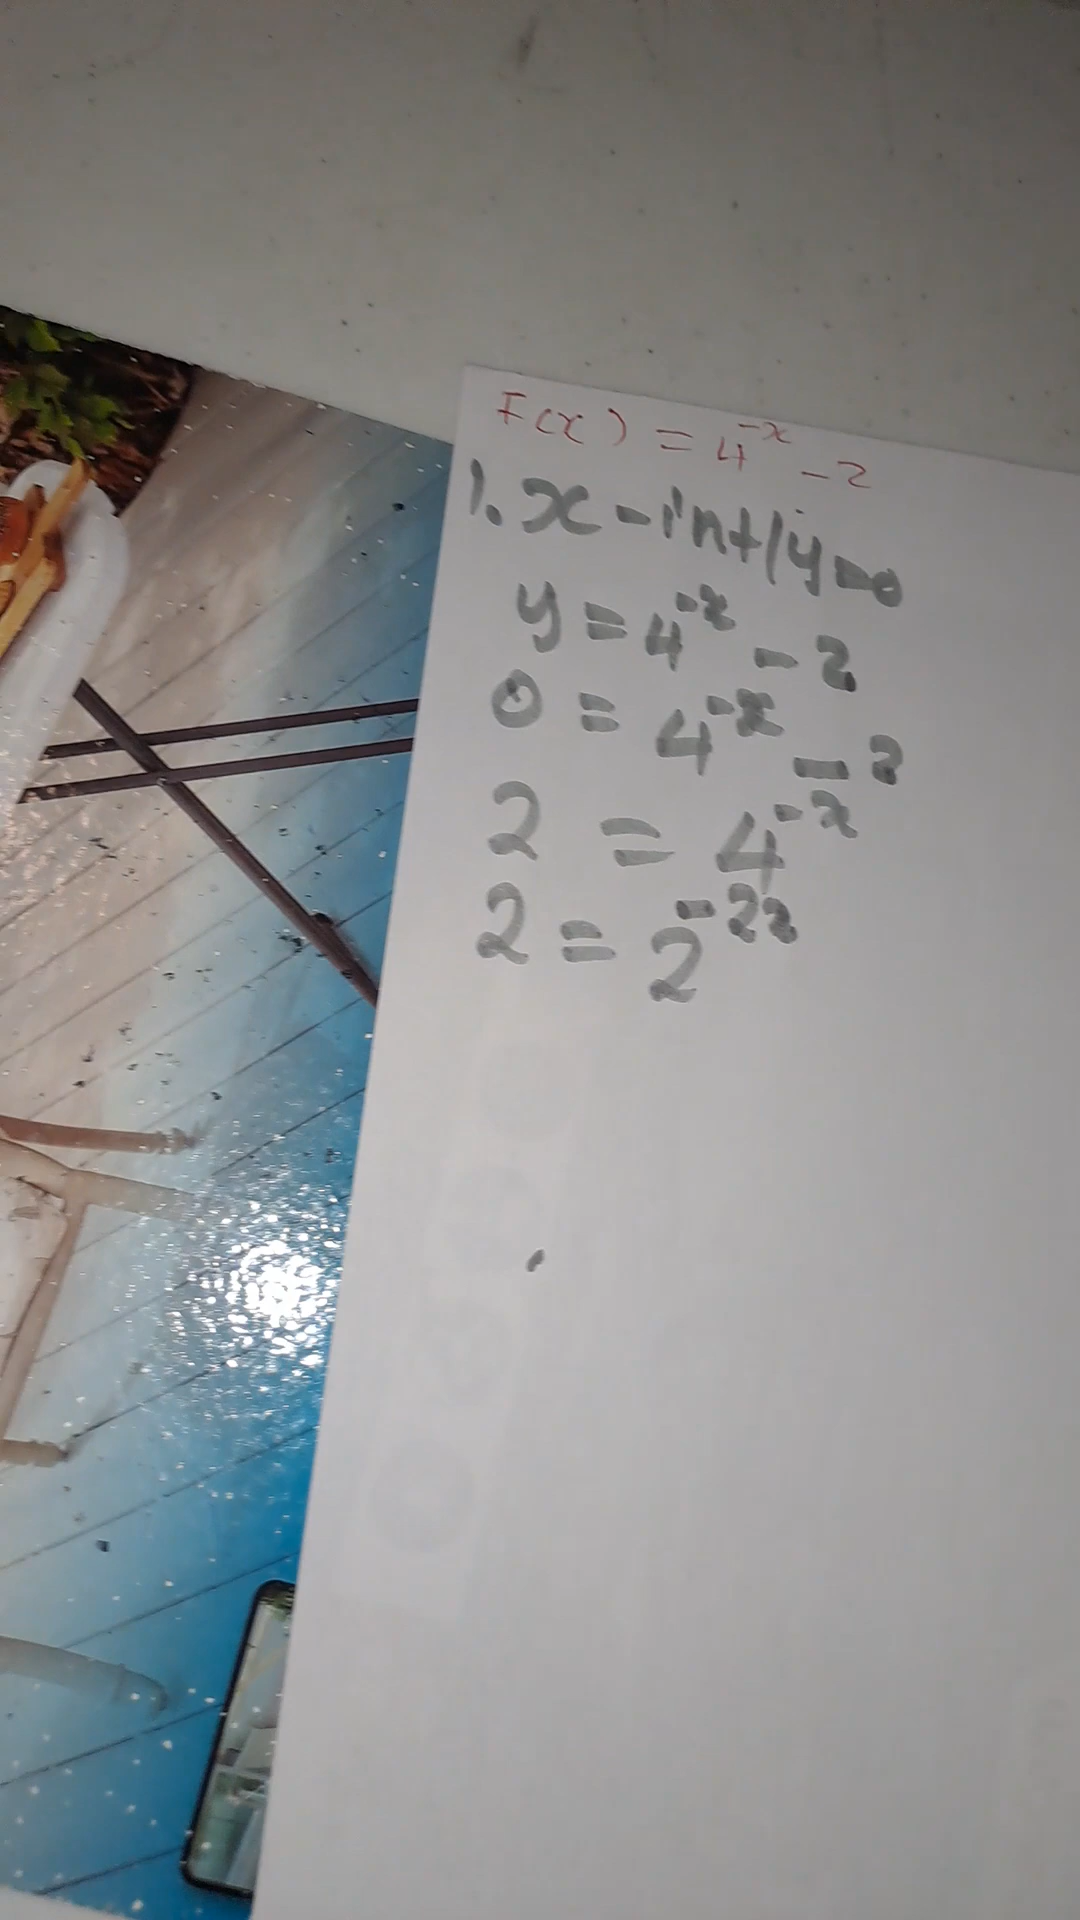 F(x) = 4^-x - 2
1. x-int/y=0
y = 4^-x - 2
0 = 4^-x - 2
2 = 4^-x
2 = 2^-2x